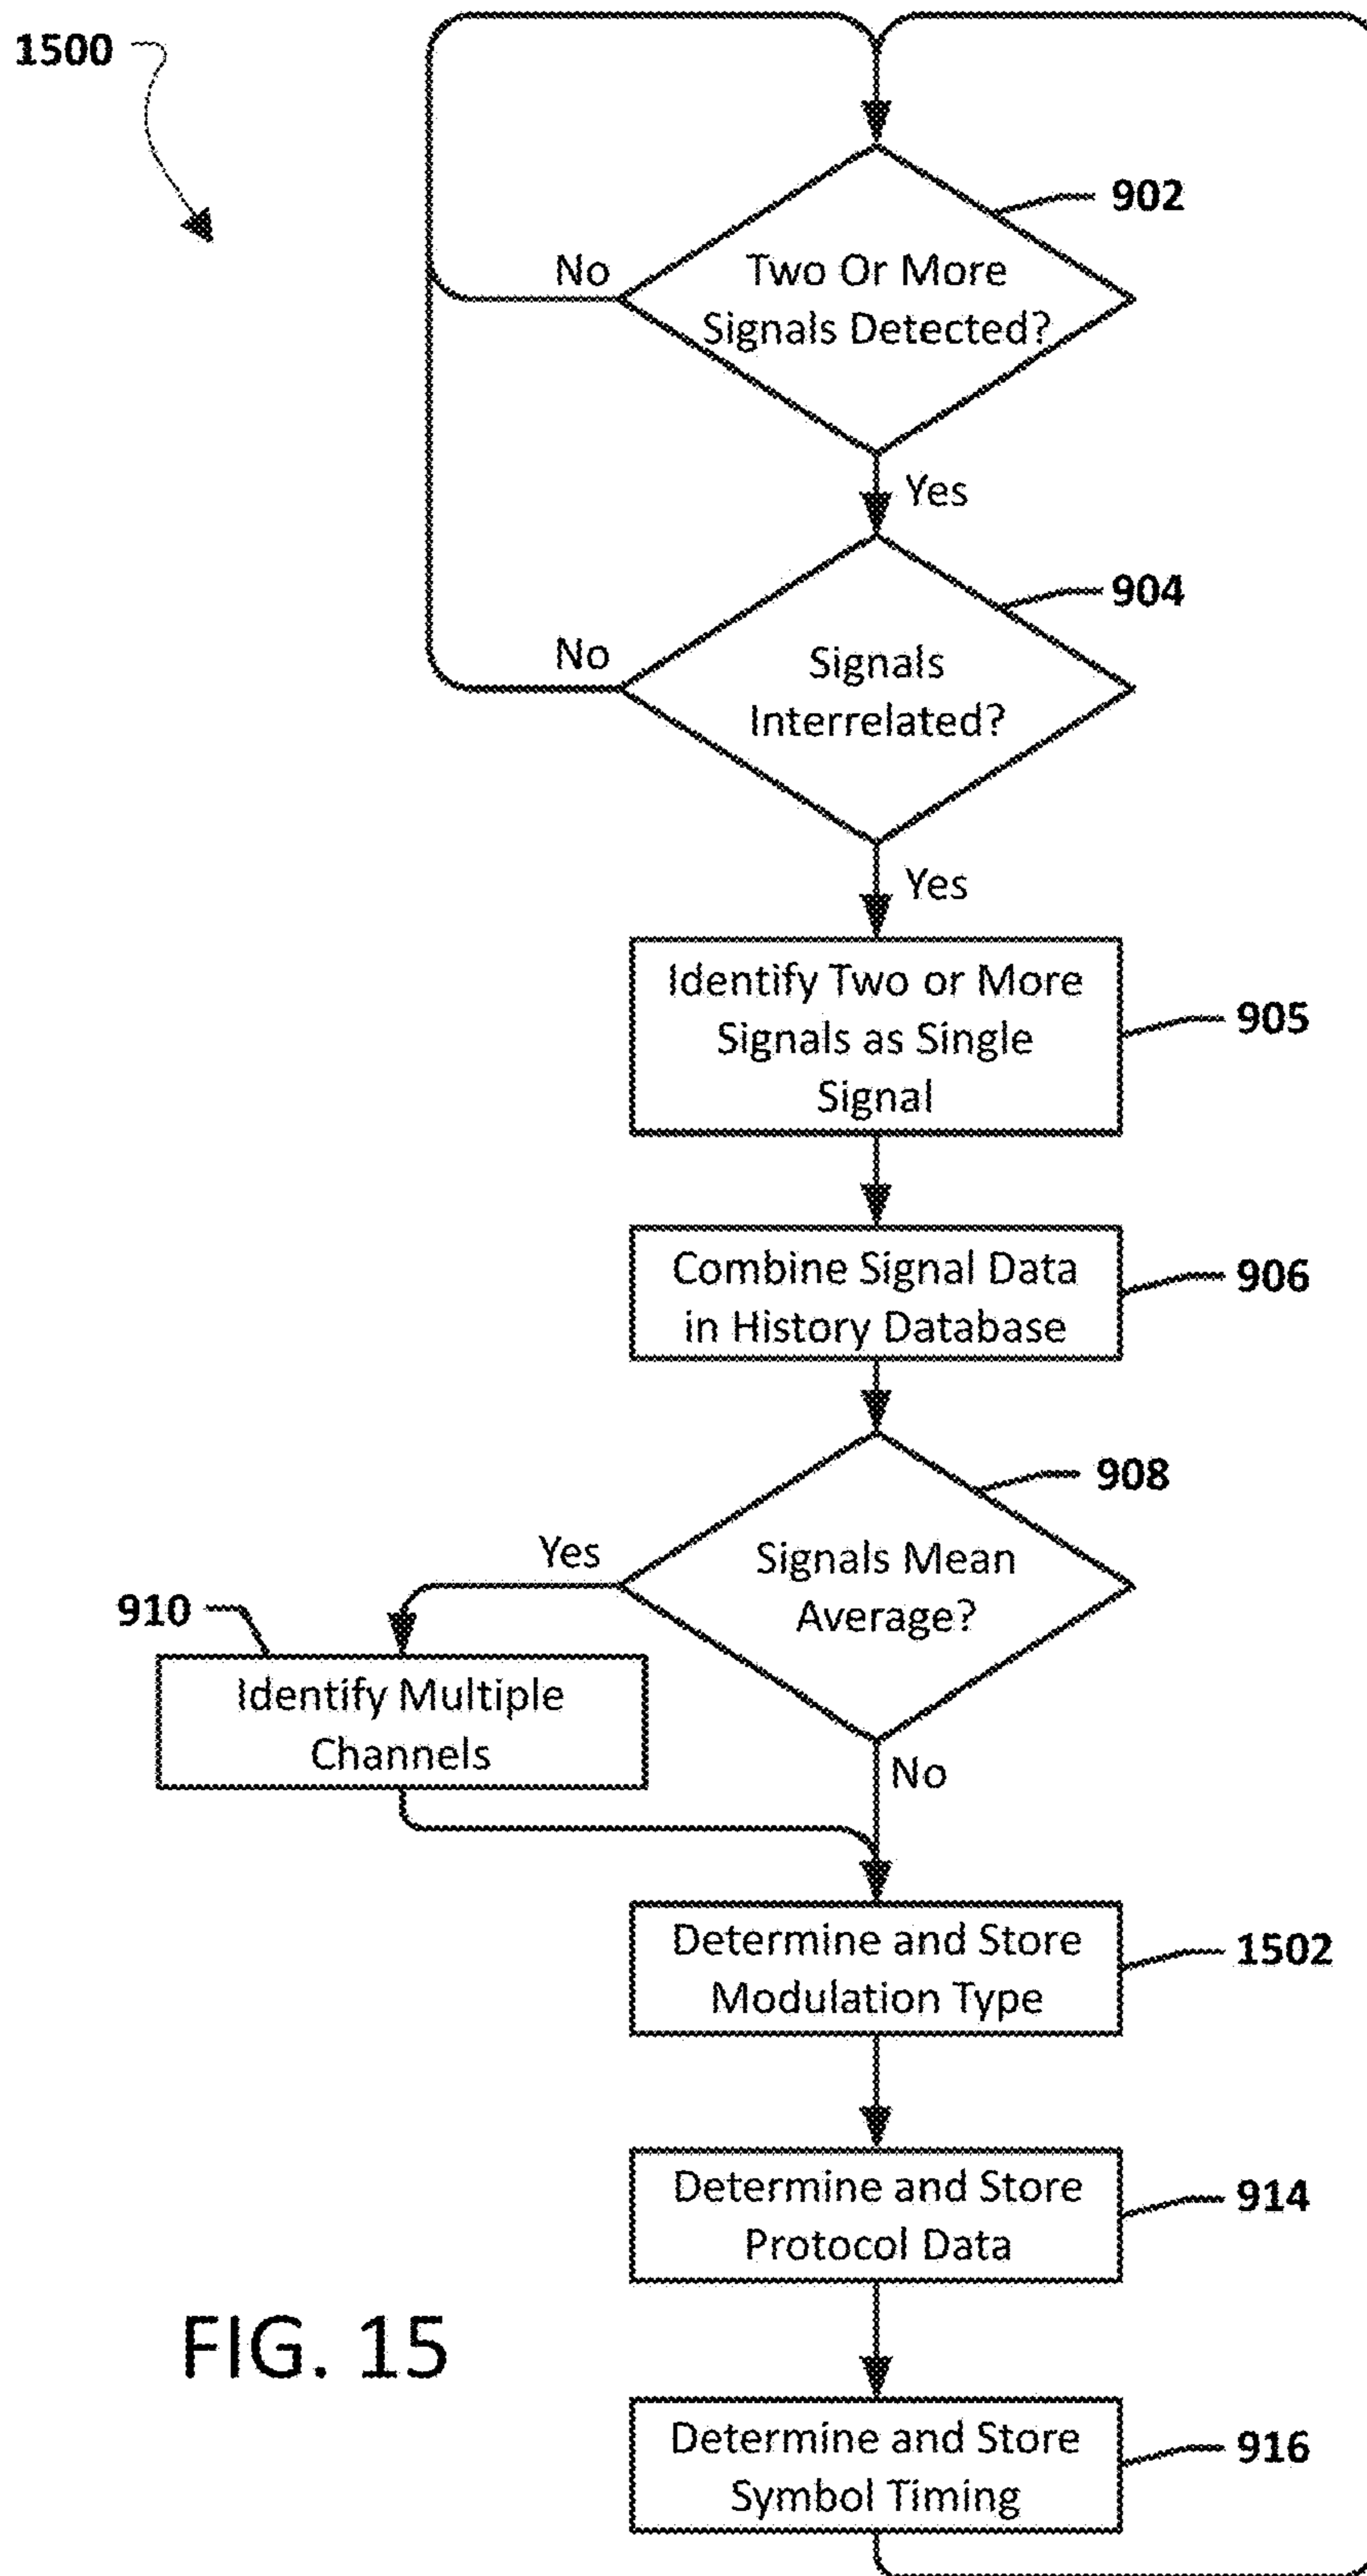 1500
902
No
Two Or More
Signals Detected?
Yes
904
No
Signals
Interrelated?
Yes
Identify Two or More
Signals as Single
Signal
905
Combine Signal Data
in History Database
906
908
Yes
Signals Mean
Average?
910
Identify Multiple
Channels
No
Determine and Store
Modulation Type
1502
Determine and Store
Protocol Data
914
FIG. 15
Determine and Store
Symbol Timing
916